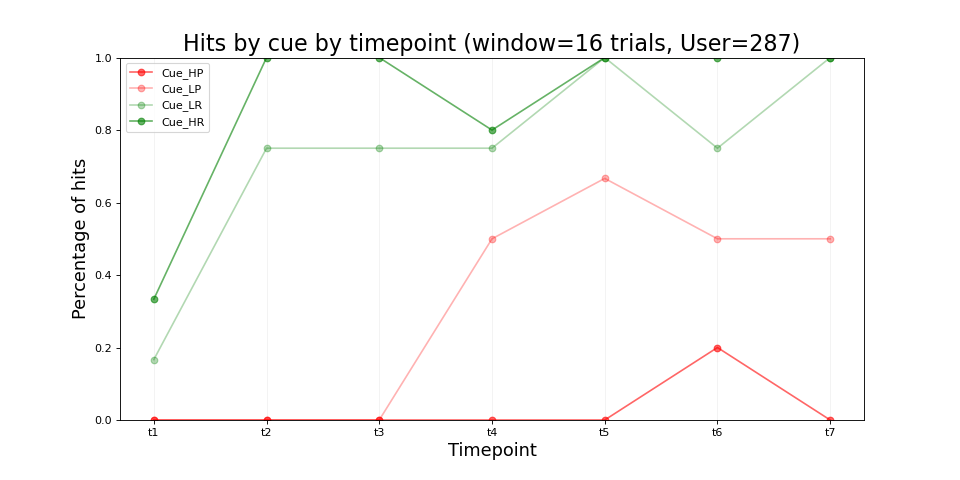 Hits by cue by timepoint (window=16 trials, User=287)
Percentage of hits
1.0
0.8
0.6
0.4
0.2
0.0
Cue_HP
Cue_LP
Cue_LR
Cue_HR
t1 t2 t3 t4 t5 t6 t7
Timepoint